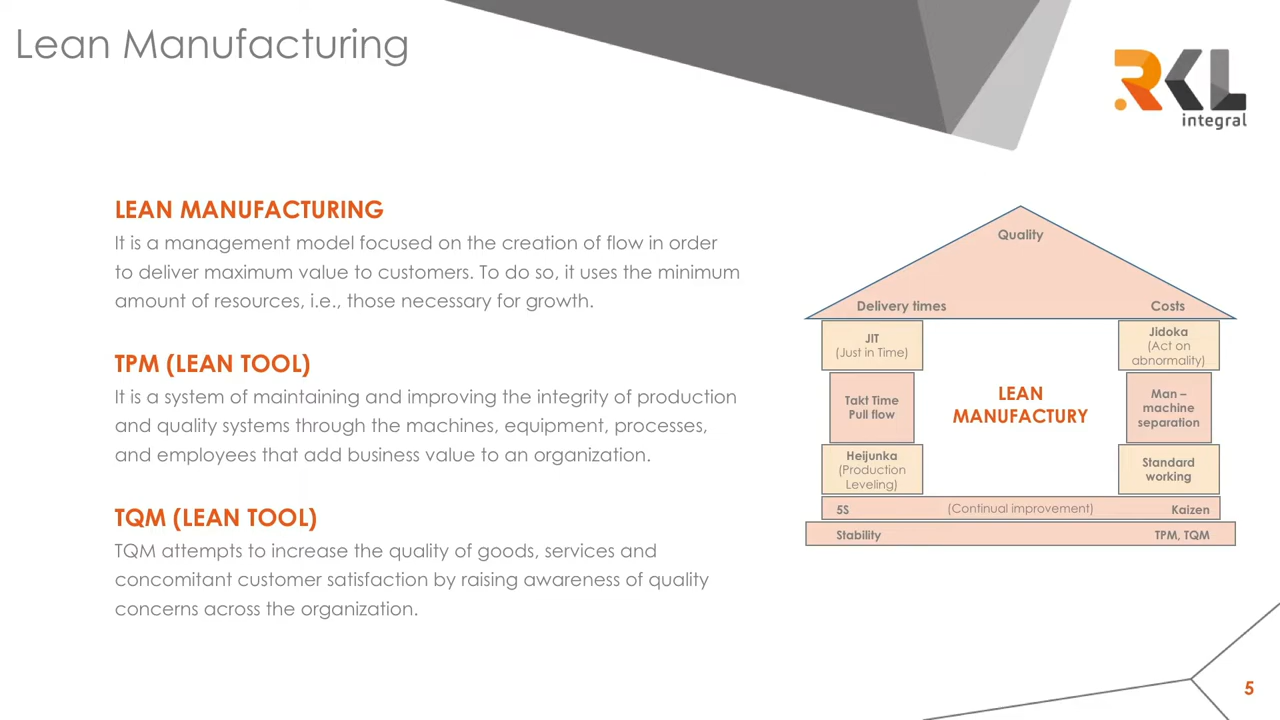 Lean Manufacturing
RKL
integral
LEAN MANUFACTURING
It is a management model focused on the creation of flow in order
to deliver maximum value to customers. To do so, it uses the minimum
amount of resources, i.e., those necessary for growth.
TPM (LEAN TOOL)
It is a system of maintaining and improving the integrity of production
and quality systems through the machines, equipment, processes,
and employees that add business value to an organization.
TQM (LEAN TOOL)
TQM attempts to increase the quality of goods, services and
concomitant customer satisfaction by raising awareness of quality
concerns across the organization.
Quality
Delivery times
Costs
JIT
(Just in Time)
Takt Time
Pull flow
Heijunka
(Production
Leveling)
LEAN
MANUFACTURY
Jidoka
(Act on
abnormality)
Man –
machine
separation
Standard
working
5S (Continual improvement) Kaizen
Stability TPM, TQM
5